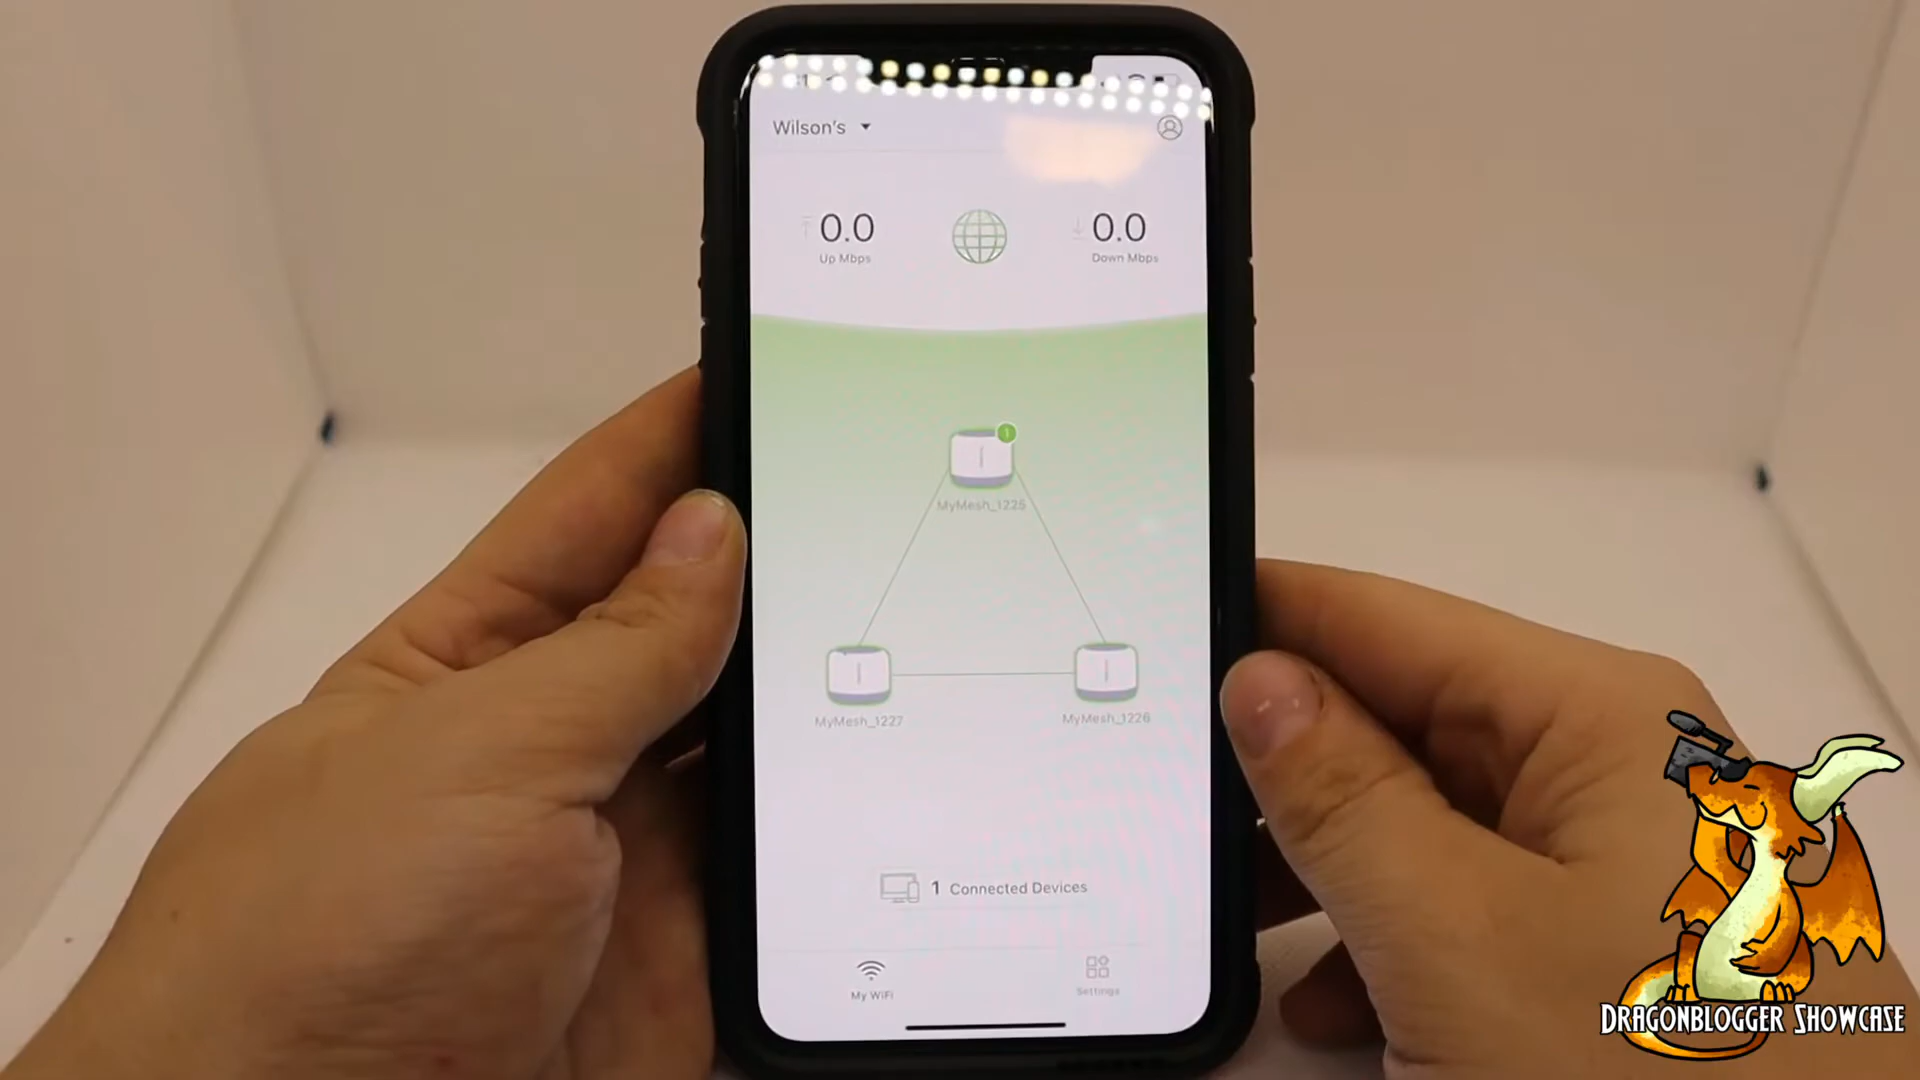 Wilson's
0.0
Up Mbps
0.0
Down Mbps
1
MyMesh_1225
MyMesh_1227
MyMesh_1226
1 Connected Devices
My WiFi
Settings
DRAGONBLOGGER SHOWCASE